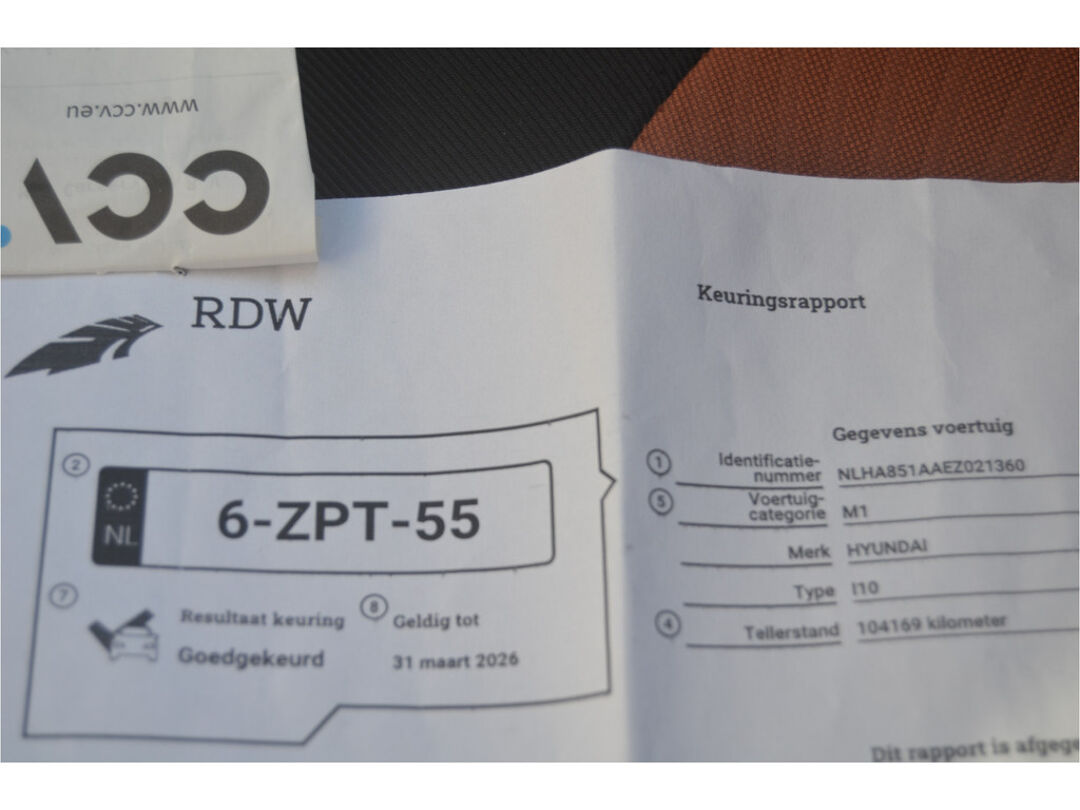 www.ccv.eu
CCV
RDW
Keuringsrapport
2
NL
6-ZPT-55
7
Resultaat keuring
Goedgekeurd
8
Geldig tot
31 maart 2026
Gegevens voertuig
1 Identificatie-
nummer NLHA851AAEZ021360
5 Voertuig-
categorie M1
Merk HYUNDAI
Type I10
4 Tellerstand 104169 kilometer
Dit rapport is afgege